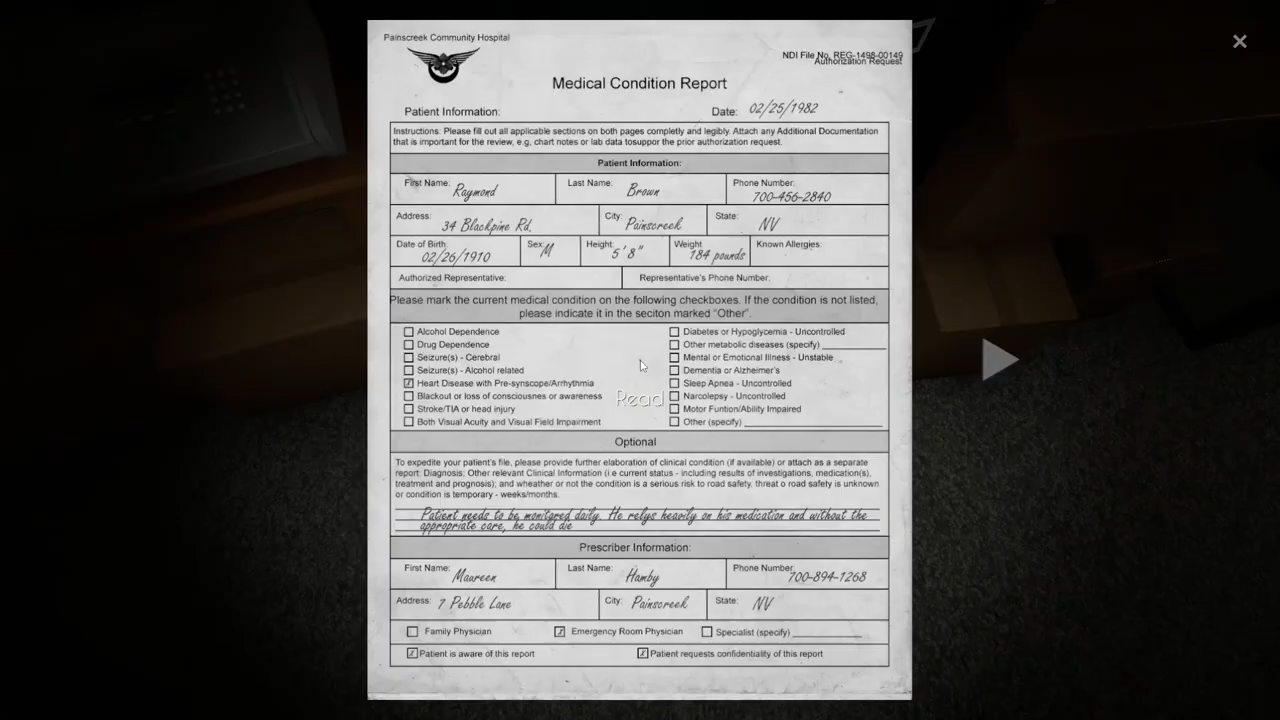 Painscreek Community Hospital
NDI File No. REG-1498-00149
Authorization Request
Medical Condition Report
Patient Information: Date: 02/25/1982
Instructions: Please fill out all applicable sections on both pages completly and legibly. Attach any Additional Documentation
that is important for the review, e.g, chart notes or lab data tosuppor the prior authorization request.
Patient Information:
First Name: Raymond Last Name: Brown Phone Number: 700-456-2840
Address: 34 Blackpine Rd. City: Painscreek State: NV
Date of Birth: 02/26/1910 Sex: M Height: 5'8" Weight 184 pounds Known Allergies:
Authorized Representative: Representative's Phone Number:
Please mark the current medical condition on the following checkboxes. If the condition is not listed,
please indicate it in the seciton marked "Other".
Alcohol Dependence Diabetes or Hypoglycemia - Uncontrolled
Drug Dependence Other metabolic diseases (specify)
Seizure(s) - Cerebral Mental or Emotional Illness - Unstable
Seizure(s) - Alcohol related Dementia or Alzheimer's
Heart Disease with Pre-synscope/Arrhythmia Sleep Apnea - Uncontrolled
Blackout or loss of consciousnes or awareness Narcolepsy - Uncontrolled
Read
Stroke/TIA or head injury Motor Funtion/Ability Impaired
Both Visual Acuity and Visual Field Impairment Other (specify)
Optional
To expedite your patient's file, please provide further elaboration of clinical condition (if available) or attach as a separate
report: Diagnosis; Other relevant Clinical Information (i.e current status - including results of investigations, medication(s),
treatment and prognosis); and wheather or not the condition is a serious risk to road safety, threat o road safety is unknown
or condition is temporary - weeks/months.
Patient needs to be monitored daily. He relys heavily on his medication and without the
appropriate care, he could die
Prescriber Information:
First Name: Maureen Last Name: Hamby Phone Number: 700-894-1268
Address: 7 Pebble Lane City: Painscreek State: NV
Family Physician Emergency Room Physician Specialist (specify)
Patient is aware of this report Patient requests confidentiality of this report